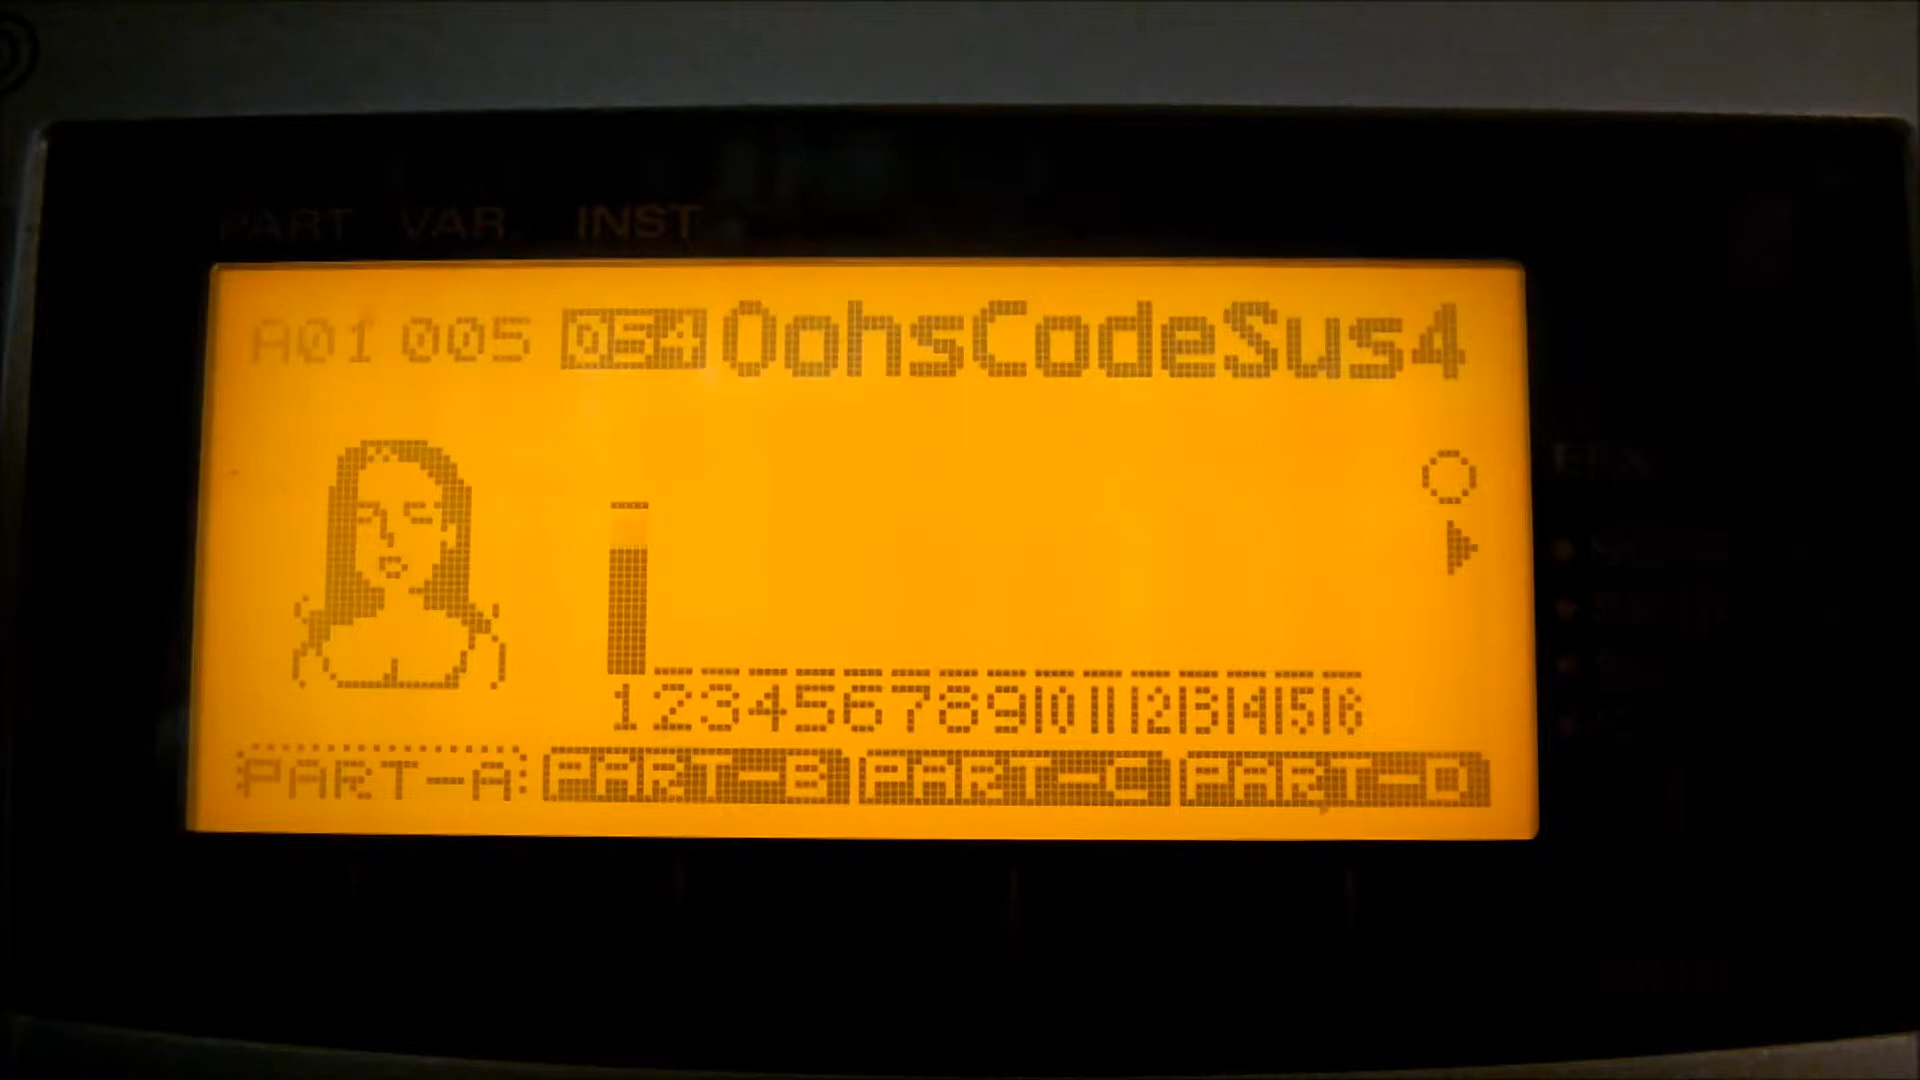 PART VAR. INST
A01 005 054 OohsCodeSus4
1 2 3 4 5 6 7 8 9 10 11 12 13 14 15 16
PART-A PART-B PART-C PART-D